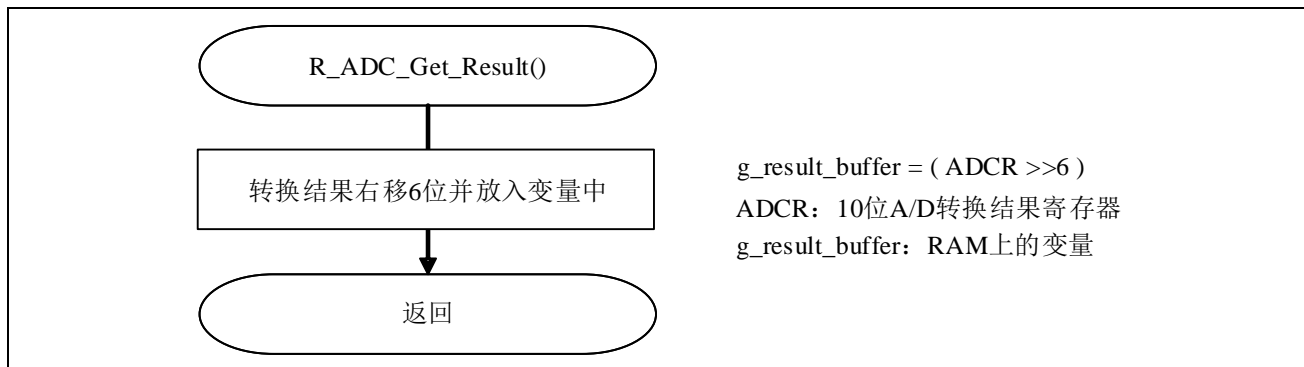 R_ADC_Get_Result()
转换结果右移6位并放入变量中
g_result_buffer = ( ADCR >>6 )
ADCR：10位A/D转换结果寄存器
g_result_buffer：RAM上的变量
返回